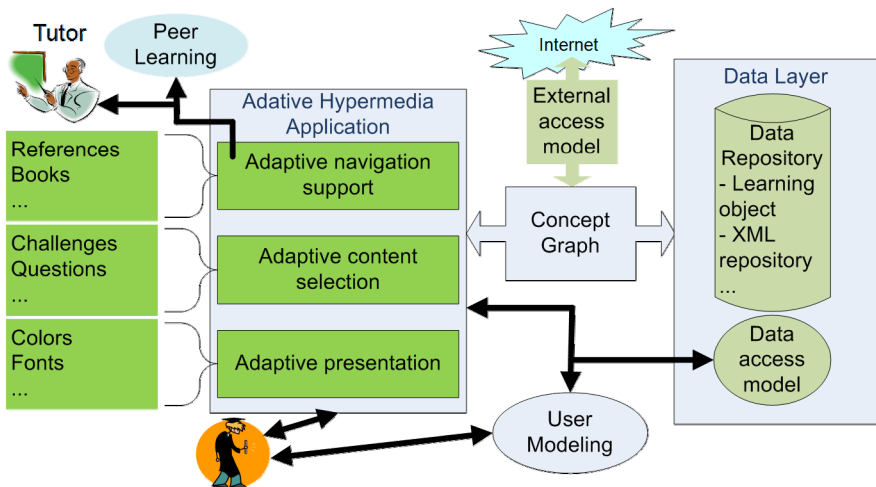 Tutor
Peer
Learning
References
Books
...
Challenges
Questions
...
Colors
Fonts
...
Adative Hypermedia
Application
Adaptive navigation
support
Adaptive content
selection
Adaptive presentation
Internet
External
access
model
Concept
Graph
User
Modeling
Data Layer
Data
Repository
- Learning
object
- XML
repository
...
Data
access
model